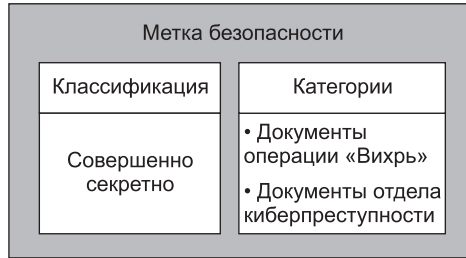 Метка безопасности
Классификация
Совершенно
секретно
Категории
• Документы
операции «Вихрь»
• Документы отдела
киберпреступности